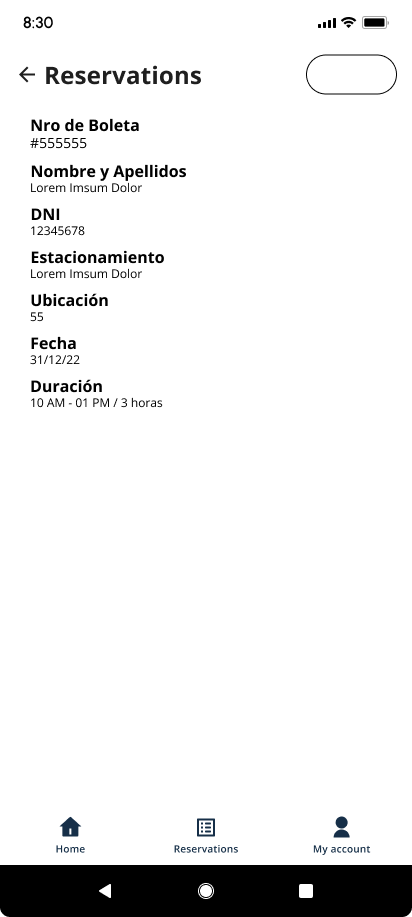 8:30
Reservations
Nro de Boleta
#555555
Nombre y Apellidos
Lorem Imsum Dolor
DNI
12345678
Estacionamiento
Lorem Imsum Dolor
Ubicación
55
Fecha
31/12/22
Duración
10 AM - 01 PM / 3 horas
Home
Reservations
My account